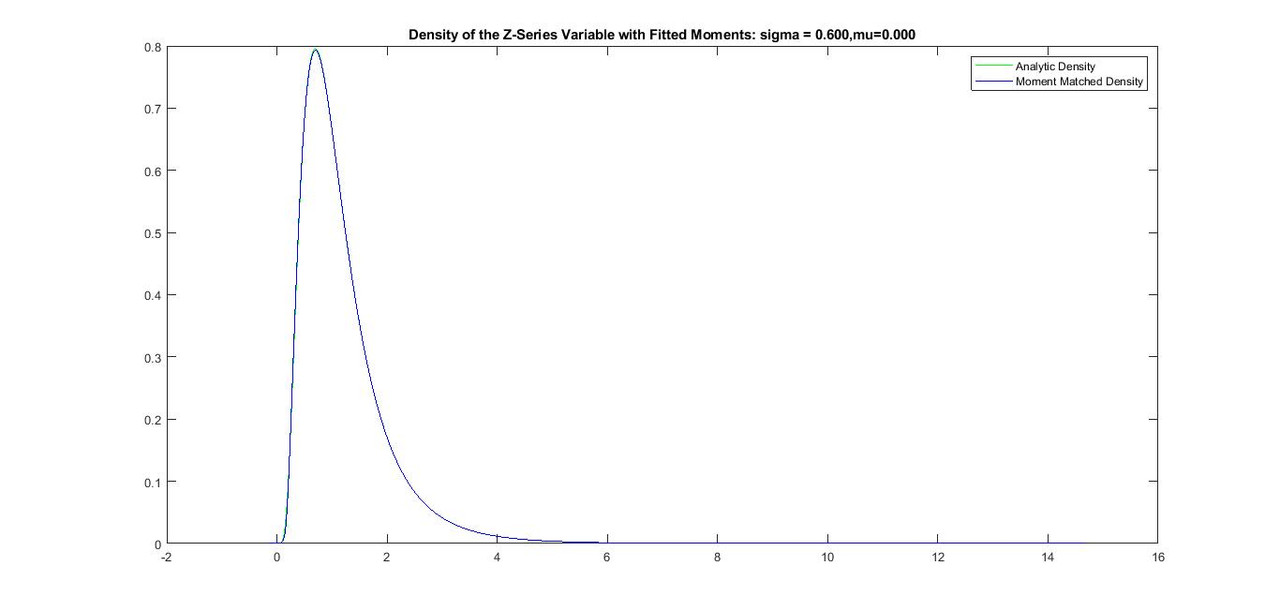 Density of the Z-Series Variable with Fitted Moments: sigma = 0.600,mu=0.000
Analytic Density
Moment Matched Density
0.8
0.7
0.6
0.5
0.4
0.3
0.2
0.1
0
-2 0 2 4 6 8 10 12 14 16